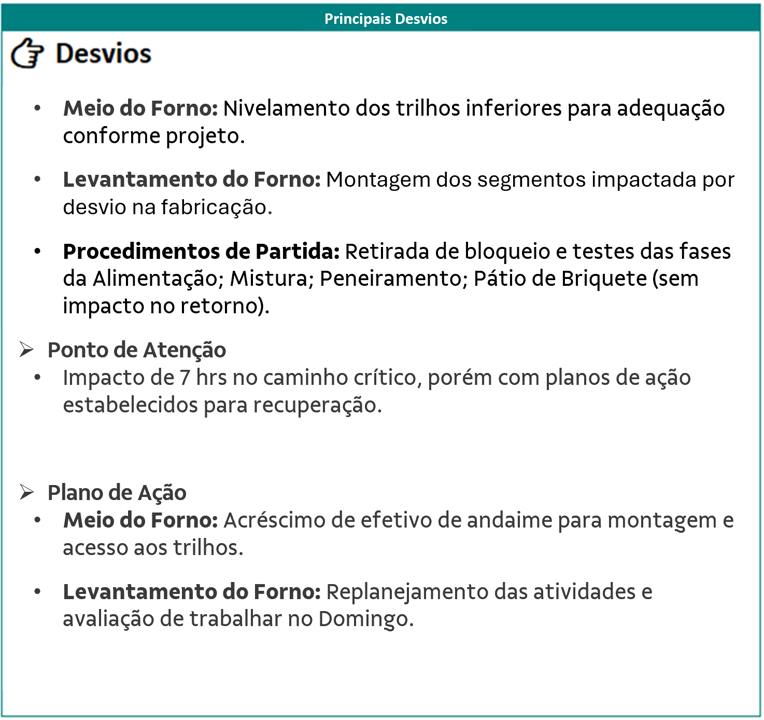 Principais Desvios
Desvios
• Meio do Forno: Nivelamento dos trilhos inferiores para adequação
conforme projeto.
• Levantamento do Forno: Montagem dos segmentos impactada por
desvio na fabricação.
• Procedimentos de Partida: Retirada de bloqueio e testes das fases
da Alimentação; Mistura; Peneiramento; Pátio de Briquete (sem
impacto no retorno).
➢ Ponto de Atenção
• Impacto de 7 hrs no caminho crítico, porém com planos de ação
estabelecidos para recuperação.
➢ Plano de Ação
• Meio do Forno: Acréscimo de efetivo de andaime para montagem e
acesso aos trilhos.
• Levantamento do Forno: Replanejamento das atividades e
avaliação de trabalhar no Domingo.